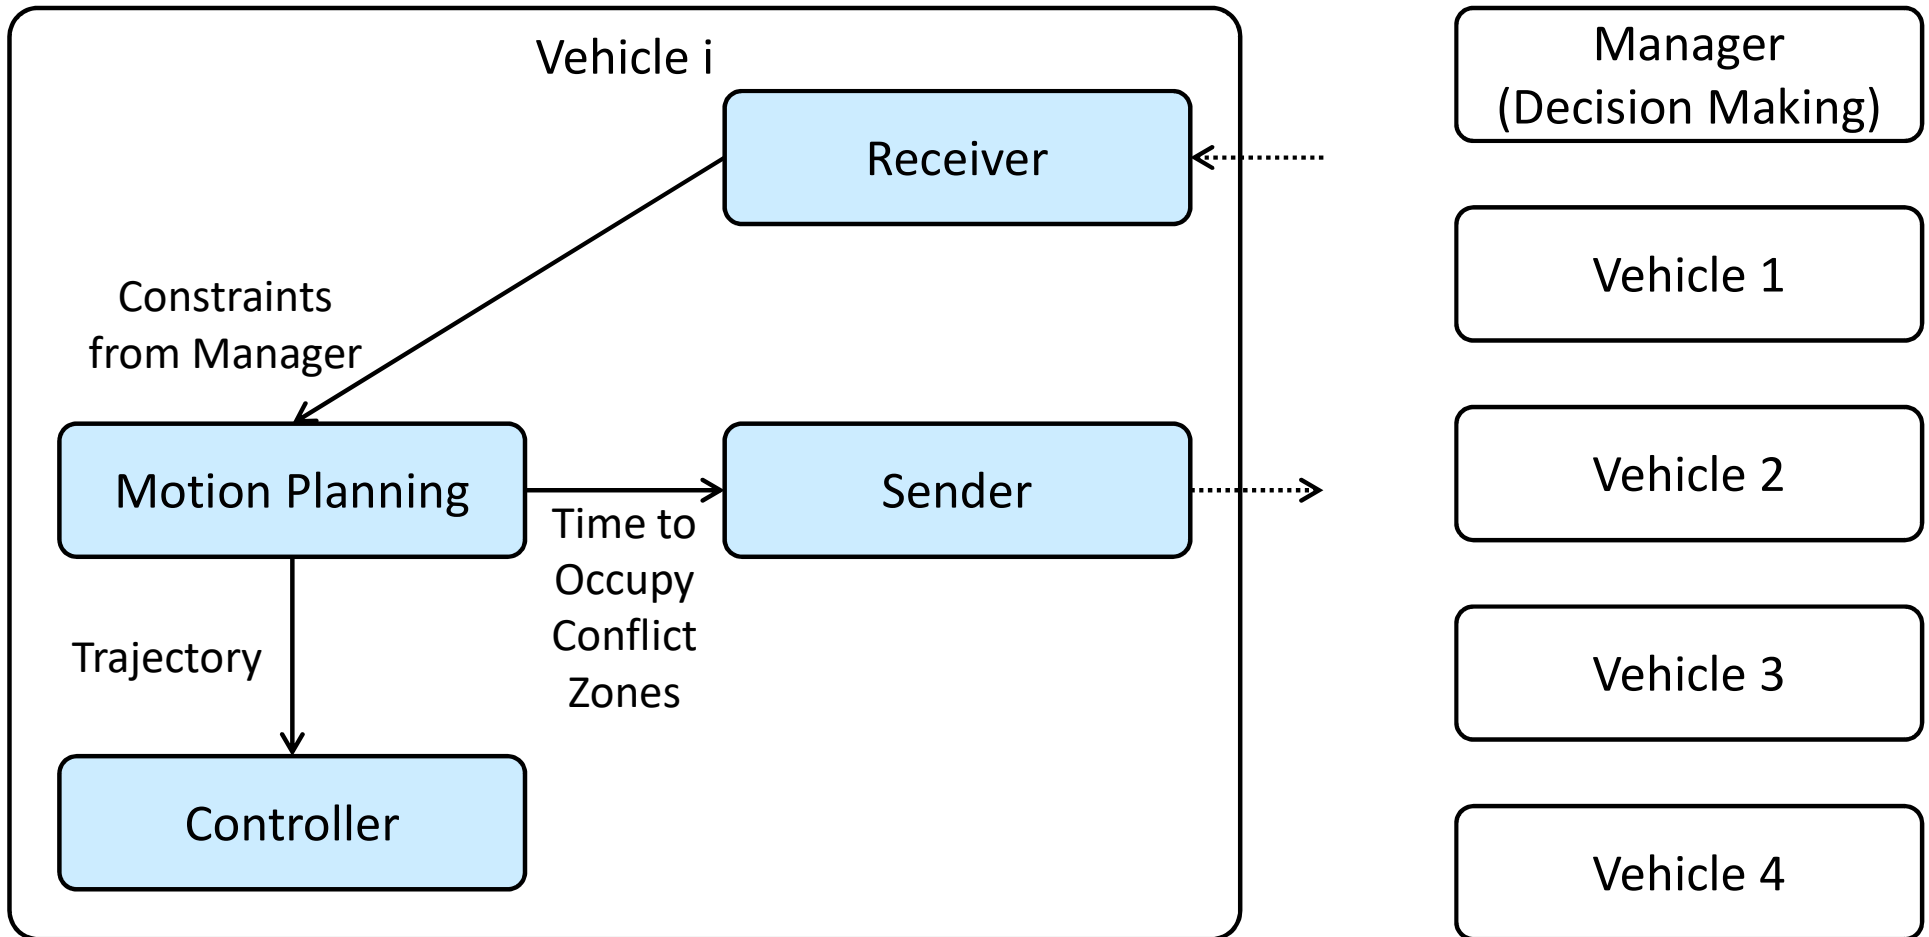 Vehicle i
Receiver
Constraints
from Manager
Motion Planning
Sender
Time to
Occupy
Conflict
Zones
Trajectory
Controller
Manager
(Decision Making)
Vehicle 1
Vehicle 2
Vehicle 3
Vehicle 4